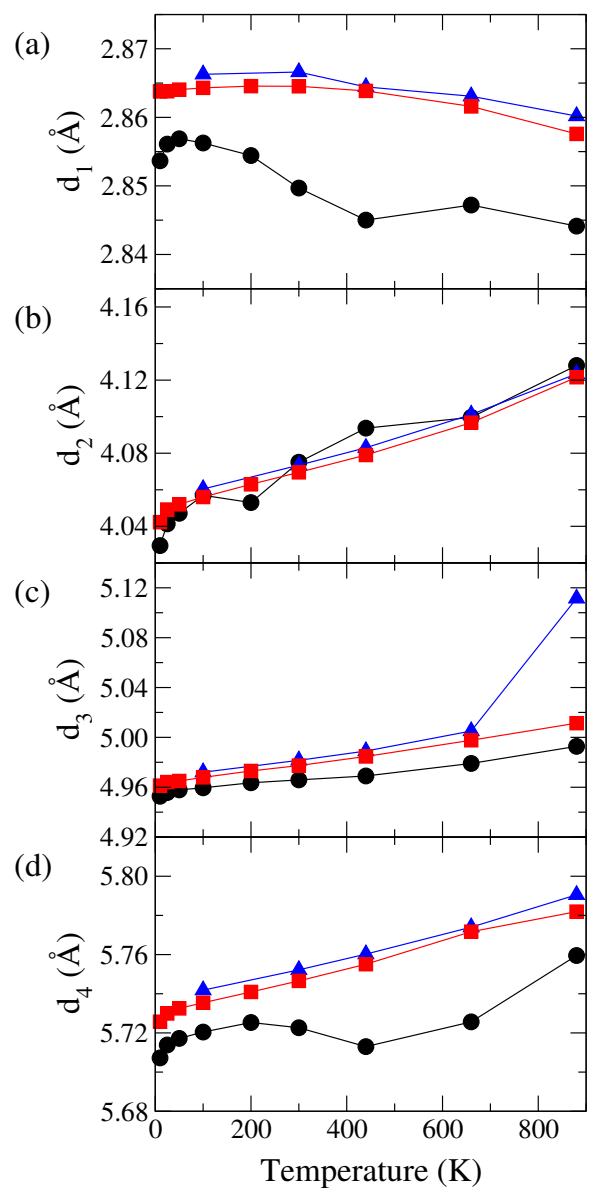 (a)
2.87
2.86
2.85
2.84
d1 (Å)
(b)
4.16
4.12
4.08
4.04
d2 (Å)
(c)
5.12
5.08
5.04
5.00
4.96
4.92
d3 (Å)
(d)
5.80
5.76
5.72
5.68
d4 (Å)
0 200 400 600 800
Temperature (K)